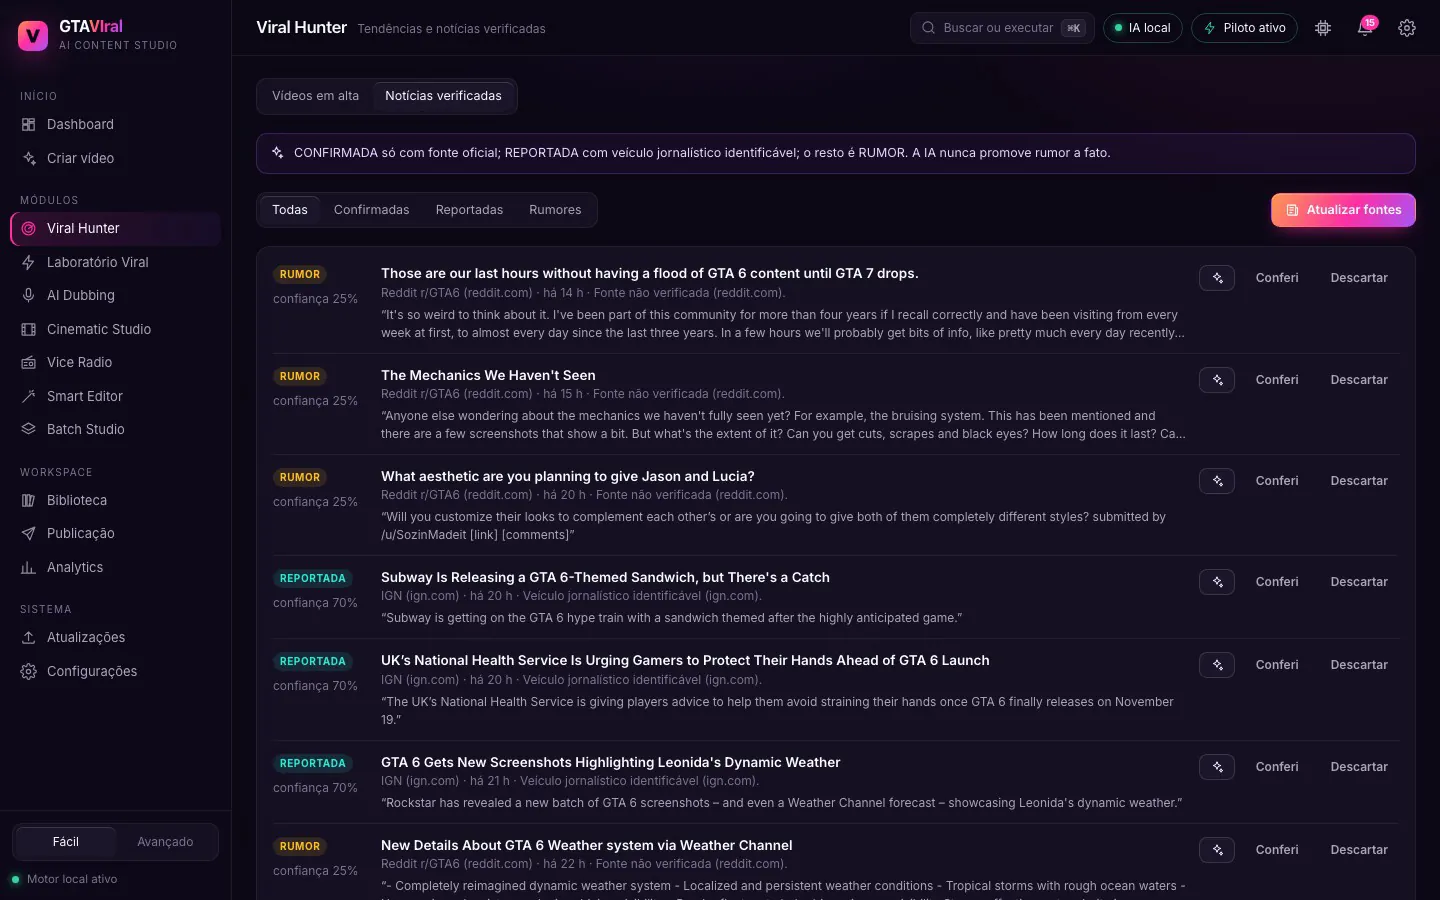 GTAVIral
AI CONTENT STUDIO
INÍCIO
Dashboard
Criar vídeo
MÓDULOS
Viral Hunter
Laboratório Viral
AI Dubbing
Cinematic Studio
Vice Radio
Smart Editor
Batch Studio
WORKSPACE
Biblioteca
Publicação
Analytics
SISTEMA
Atualizações
Configurações
Fácil Avançado
Motor local ativo
Viral Hunter Tendências e notícias verificadas Buscar ou executar ⌘K IA local Piloto ativo 15
Vídeos em alta Notícias verificadas
CONFIRMADA só com fonte oficial; REPORTADA com veículo jornalístico identificável; o resto é RUMOR. A IA nunca promove rumor a fato.
Todas Confirmadas Reportadas Rumores Atualizar fontes
RUMOR
confiança 25%
Those are our last hours without having a flood of GTA 6 content until GTA 7 drops.
Reddit r/GTA6 (reddit.com) · há 14 h · Fonte não verificada (reddit.com).
“It's so weird to think about it. I've been part of this community for more than four years if I recall correctly and have been visiting from every
week at first, to almost every day since the last three years. In a few hours we'll probably get bits of info, like pretty much every day recently…
Conferi Descartar
RUMOR
confiança 25%
The Mechanics We Haven't Seen
Reddit r/GTA6 (reddit.com) · há 15 h · Fonte não verificada (reddit.com).
“Anyone else wondering about the mechanics we haven't fully seen yet? For example, the bruising system. This has been mentioned and
there are a few screenshots that show a bit. But what's the extent of it? Can you get cuts, scrapes and black eyes? How long does it last? Ca…
Conferi Descartar
RUMOR
confiança 25%
What aesthetic are you planning to give Jason and Lucia?
Reddit r/GTA6 (reddit.com) · há 20 h · Fonte não verificada (reddit.com).
“Will you customize their looks to complement each other’s or are you going to give both of them completely different styles? submitted by
/u/SozinMadeit [link] [comments]”
Conferi Descartar
REPORTADA
confiança 70%
Subway Is Releasing a GTA 6-Themed Sandwich, but There's a Catch
IGN (ign.com) · há 20 h · Veículo jornalístico identificável (ign.com).
“Subway is getting on the GTA 6 hype train with a sandwich themed after the highly anticipated game.”
Conferi Descartar
REPORTADA
confiança 70%
UK’s National Health Service Is Urging Gamers to Protect Their Hands Ahead of GTA 6 Launch
IGN (ign.com) · há 20 h · Veículo jornalístico identificável (ign.com).
“The UK’s National Health Service is giving players advice to help them avoid straining their hands once GTA 6 finally releases on November
19.”
Conferi Descartar
REPORTADA
confiança 70%
GTA 6 Gets New Screenshots Highlighting Leonida's Dynamic Weather
IGN (ign.com) · há 21 h · Veículo jornalístico identificável (ign.com).
“Rockstar has revealed a new batch of GTA 6 screenshots – and even a Weather Channel forecast – showcasing Leonida's dynamic weather.”
Conferi Descartar
RUMOR
confiança 25%
New Details About GTA 6 Weather system via Weather Channel
Reddit r/GTA6 (reddit.com) · há 22 h · Fonte não verificada (reddit.com).
“- Completely reimagined dynamic weather system - Localized and persistent weather conditions - Tropical storms with rough ocean waters -
Conferi Descartar